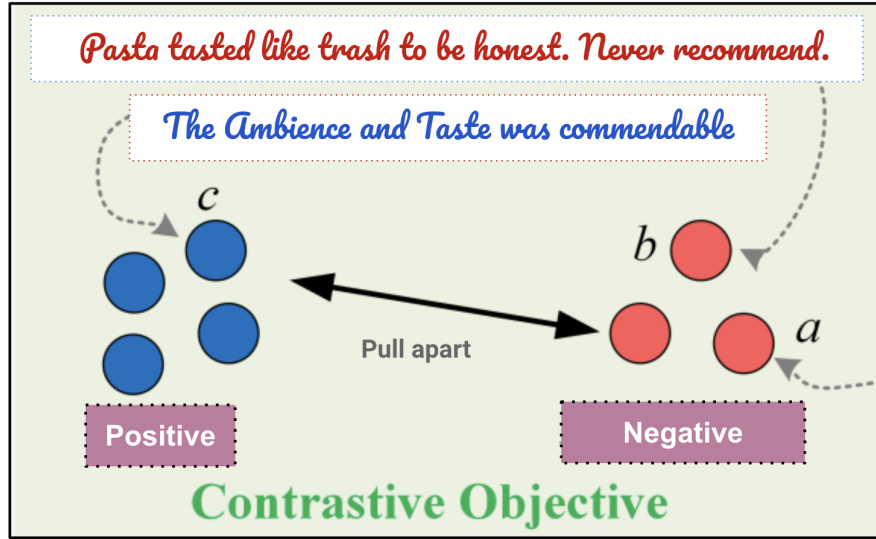 Pasta tasted like trash to be honest. Never recommend.
The Ambience and Taste was commendable
c
b
a
Pull apart
Positive
Negative
Contrastive Objective